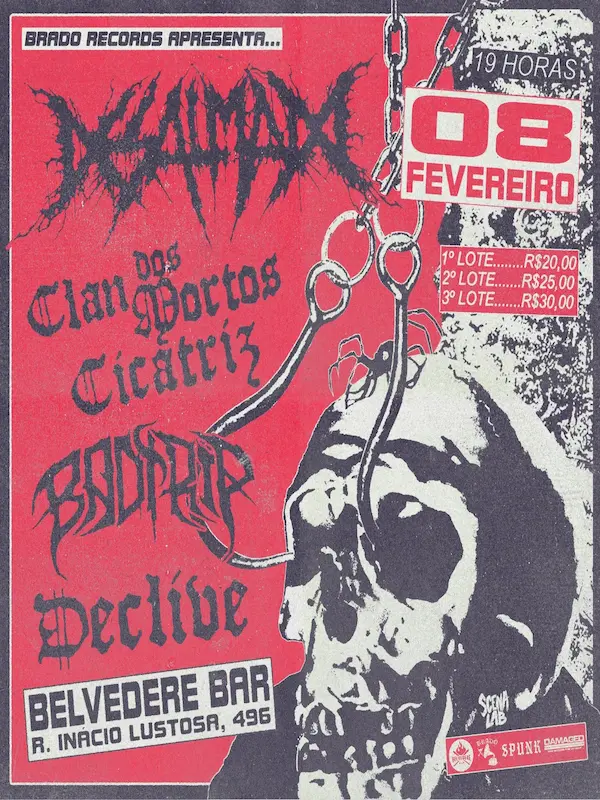 BRADO RECORDS APRESENTA...
19 HORAS
08
FEVEREIRO
DESALMADO
1º LOTE.......R$20,00
2º LOTE.......R$25,00
3º LOTE.......R$30,00
Clan dos Mortos
Cicatriz
BADTRIP
Declive
BELVEDERE BAR
R. INÁCIO LUSTOSA, 496
SCENA
LAB
BRADO
SPUNK
DAMAGED